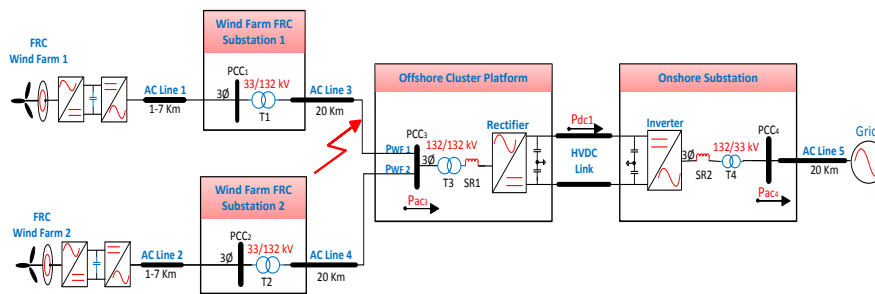 Wind Farm FRC
Substation 1
FRC
Wind Farm 1
PCC1
33/132 kV
AC Line 1
3Ø
AC Line 3
1-7 Km
T1
20 Km
Offshore Cluster Platform
Onshore Substation
Pdc1
Rectifier
Inverter
PCC3
132/132 kV
HVDC
Link
PCC4
132/33 kV
Grid
AC Line 5
20 Km
PWF 1
PWF 2
3Ø
T3
SR1
3Ø
SR2
T4
Pac3
Pac4
Wind Farm FRC
Substation 2
FRC
Wind Farm 2
PCC2
33/132 kV
AC Line 2
3Ø
AC Line 4
1-7 Km
T2
20 Km